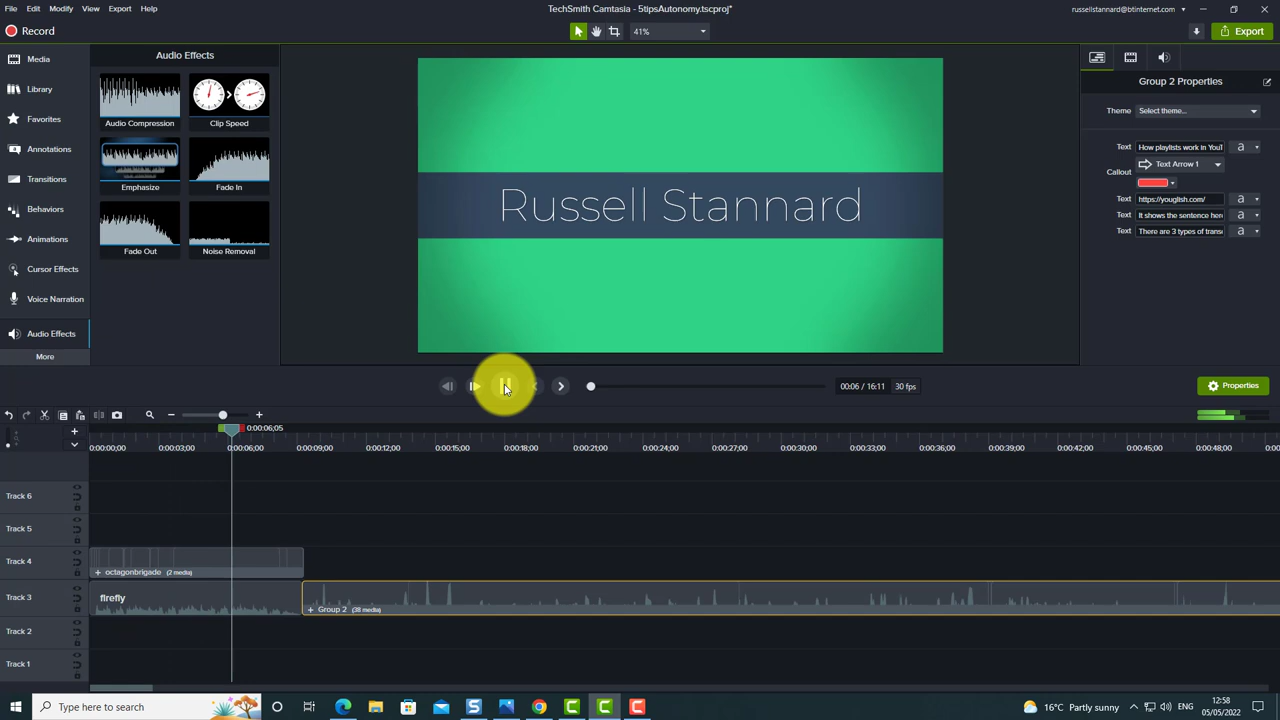 File Edit Modify View Export Help
TechSmith Camtasia - 5tipsAutonomy.tscproj*
russellstannard@btinternet.com
Record
41%
Export
Media
Library
Favorites
Annotations
Transitions
Behaviors
Animations
Cursor Effects
Voice Narration
Audio Effects
More
Audio Effects
Audio Compression
Clip Speed
Emphasize
Fade In
Fade Out
Noise Removal
Russell Stannard
Group 2 Properties
Theme Select theme...
Text How playlists work in YouT a
Text Arrow 1
Callout
Text https://youglish.com/ a
Text It shows the sentence here a
Text There are 3 types of trans a
00:06 / 16:11 30 fps
Properties
0:00:06;05
0:00:00;00 0:00:03;00 0:00:06;00 0:00:09;00 0:00:12;00 0:00:15;00 0:00:18;00 0:00:21;00 0:00:24;00 0:00:27;00 0:00:30;00 0:00:33;00 0:00:36;00 0:00:39;00 0:00:42;00 0:00:45;00 0:00:48;00 0:00
Track 6
Track 5
Track 4
+ octagonbrigade (2 media)
Track 3
firefly
+ Group 2 (38 media)
Track 2
Track 1
Type here to search
16°C Partly sunny
ENG
12:58
05/05/2022